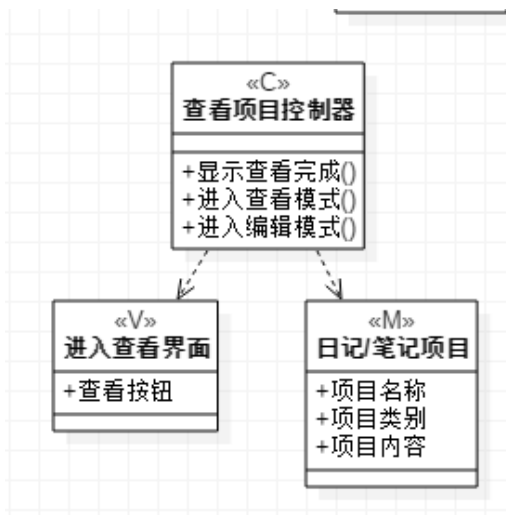 «C»
查看项目控制器
+显示查看完成()
+进入查看模式()
+进入编辑模式()
«V»
进入查看界面
+查看按钮
«M»
日记/笔记项目
+项目名称
+项目类别
+项目内容